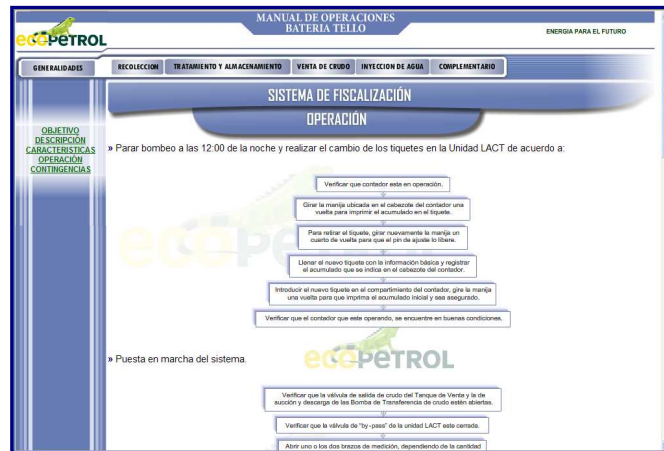 MANUAL DE OPERACIONES
BATERIA TELLO
ecopetrol
ENERGIA PARA EL FUTURO
GENERALIDADES
RECOLECCION
TRATAMIENTO Y ALMACENAMIENTO
VENTA DE CRUDO
INYECCION DE AGUA
COMPLEMENTARIO
SISTEMA DE FISCALIZACIÓN
OPERACIÓN
OBJETIVO
DESCRIPCIÓN
CARACTERISTICAS
OPERACIÓN
CONTINGENCIAS
» Parar bombeo a las 12:00 de la noche y realizar el cambio de los tiquetes en la Unidad LACT de acuerdo a:
Verificar que contador esta en operación.
Girar la manija ubicada en el cabezote del contador una
vuelta para imprimir el acumulado en el tiquete.
Para retirar el tiquete, girar nuevamente la manija un
cuarto de vuelta para que el pin de ajuste lo libere.
Llenar el nuevo tiquete con la información básica y registrar
el acumulado que se indica en el cabezote del contador.
Introducir el nuevo tiquete en el compartimiento del contador, gire la manija
una vuelta para que imprima el acumulado inicial y sea asegurado.
Verificar que el contador que este operando, se encuentre en buenas condiciones.
ecopetrol
» Puesta en marcha del sistema.
Verificar que la válvula de salida de crudo del Tanque de Venta y la de
succión y descarga de las Bomba de Transferencia de crudo estén abiertas.
Verificar que la válvula de "by-pass" de la unidad LACT este cerrada.
Abrir uno o los dos brazos de medición, dependiendo de la cantidad